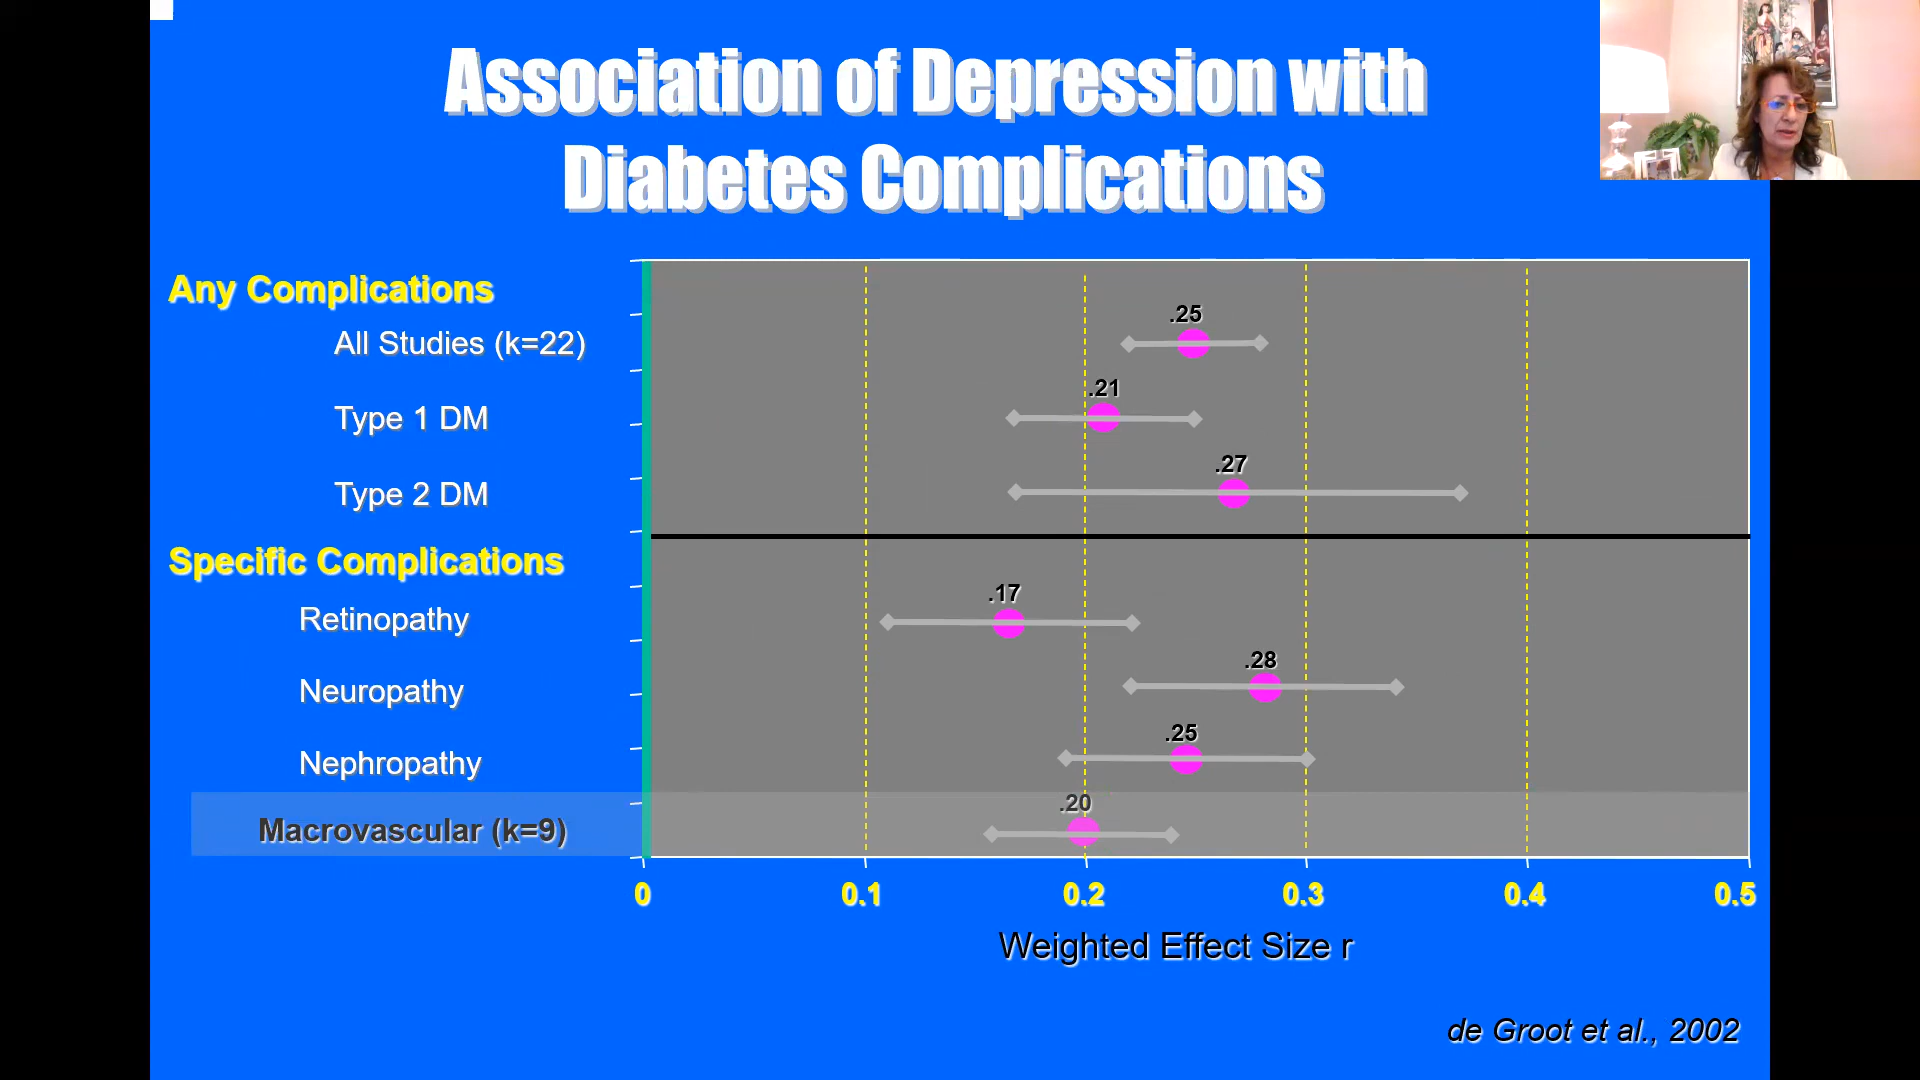 Association of Depression with
Diabetes Complications
Any Complications
.25
All Studies (k=22)
.21
Type 1 DM
.27
Type 2 DM
Specific Complications
.17
Retinopathy
.28
Neuropathy
.25
Nephropathy
.20
Macrovascular (k=9)
0 0.1 0.2 0.3 0.4 0.5
Weighted Effect Size r
de Groot et al., 2002